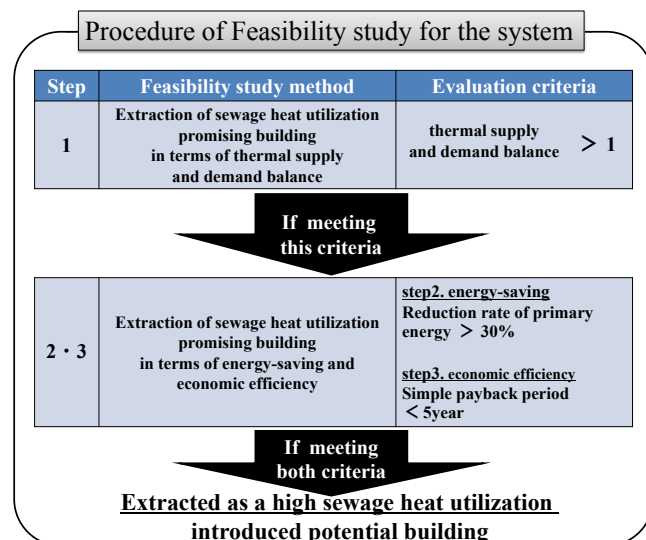 Procedure of Feasibility study for the system
Step
Feasibility study method
Evaluation criteria
1
Extraction of sewage heat utilization
promising building
in terms of thermal supply
and demand balance
thermal supply
and demand balance > 1
If meeting
this criteria
2・3
Extraction of sewage heat utilization
promising building
in terms of energy-saving and
economic efficiency
step2. energy-saving
Reduction rate of primary
energy > 30%
step3. economic efficiency
Simple payback period
< 5year
If meeting
both criteria
Extracted as a high sewage heat utilization
introduced potential building